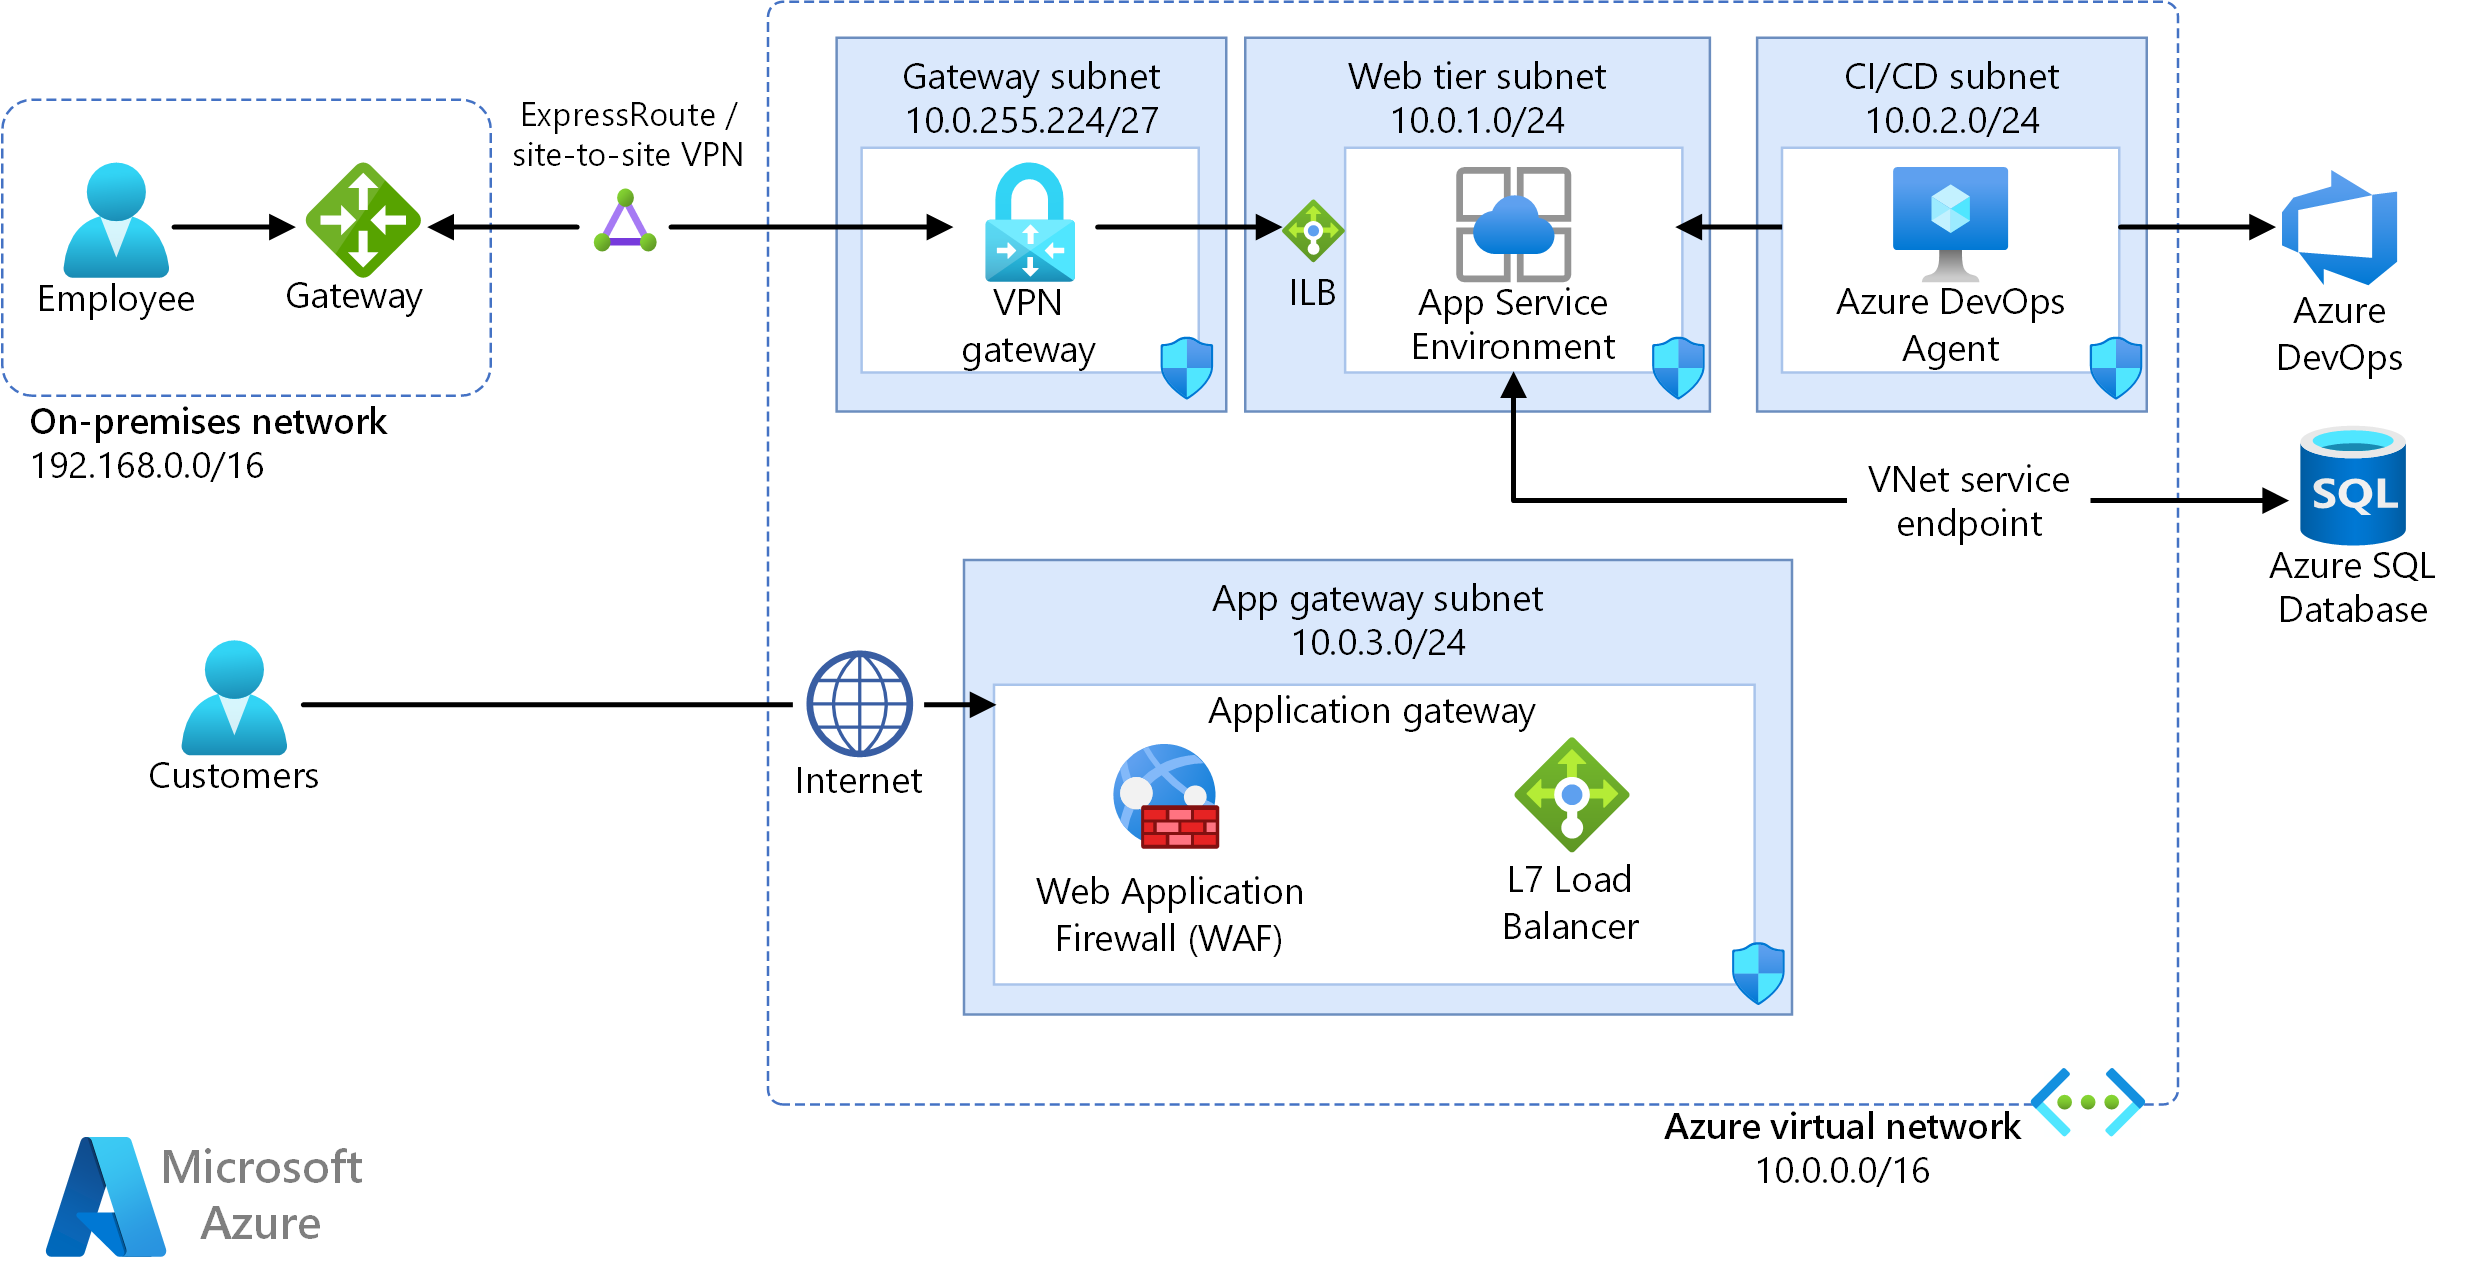 Gateway subnet
10.0.255.224/27
Web tier subnet
10.0.1.0/24
CI/CD subnet
10.0.2.0/24
ExpressRoute /
site-to-site VPN
Employee
Gateway
VPN
gateway
ILB
App Service
Environment
Azure DevOps
Agent
Azure
DevOps
On-premises network
192.168.0.0/16
VNet service
endpoint
SQL
Azure SQL
Database
App gateway subnet
10.0.3.0/24
Application gateway
Customers
Internet
Web Application
Firewall (WAF)
L7 Load
Balancer
Azure virtual network
10.0.0.0/16
Microsoft
Azure